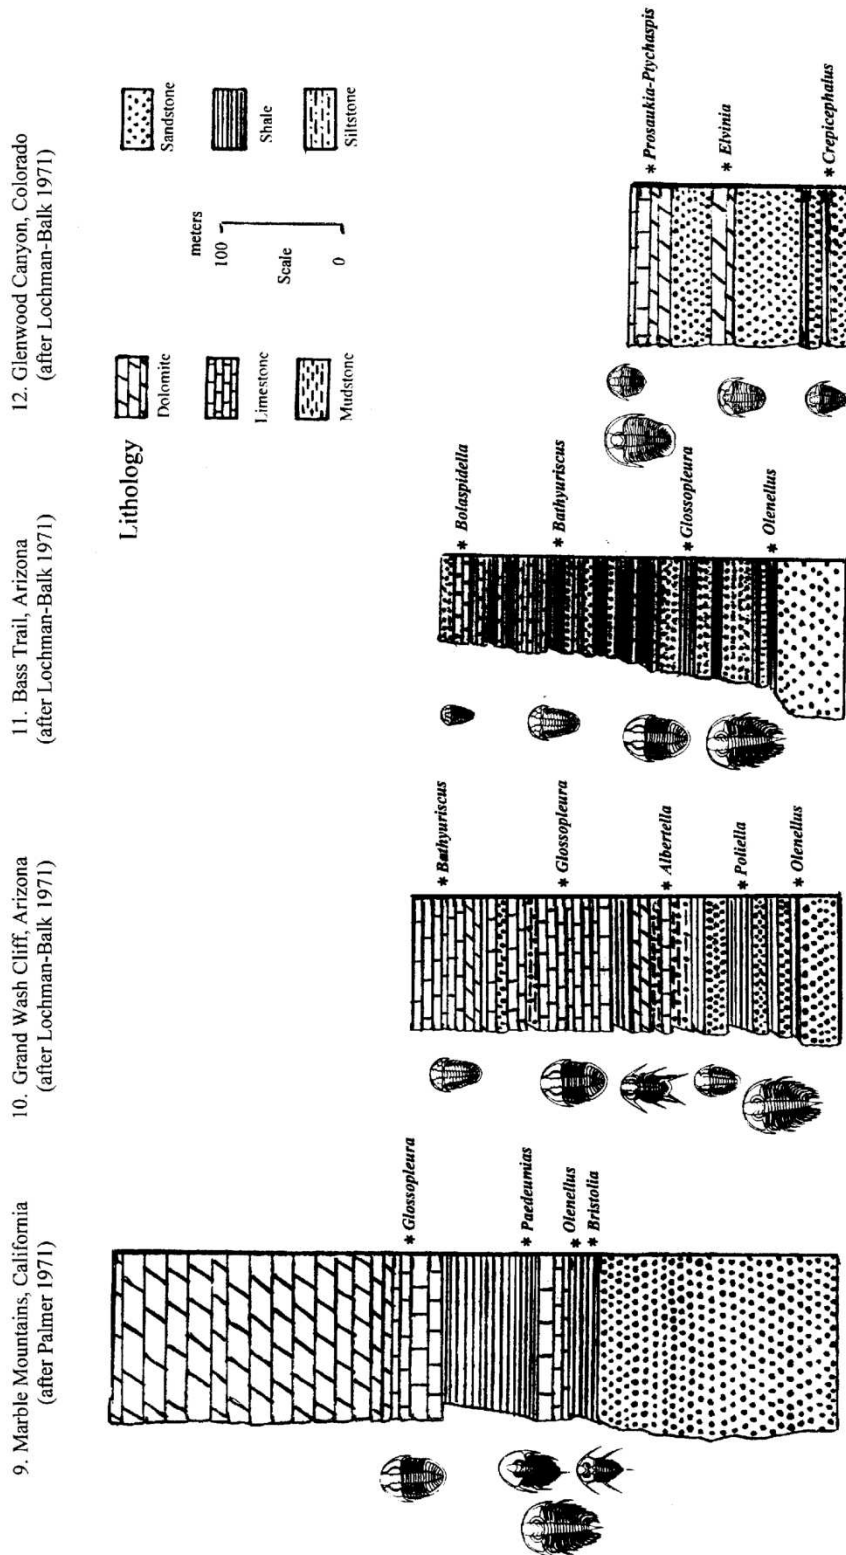 9. Marble Mountains, California
(after Palmer 1971)
* Glossopleura
* Paedeumias
* Olenellus
* Bristolia
10. Grand Wash Cliff, Arizona
(after Lochman-Balk 1971)
* Bathyuriscus
* Glossopleura
* Albertella
* Poliella
* Olenellus
11. Bass Trail, Arizona
(after Lochman-Balk 1971)
* Bolaspidella
* Bathyuriscus
* Glossopleura
* Olenellus
12. Glenwood Canyon, Colorado
(after Lochman-Balk 1971)
* Prosaukia-Ptychaspis
* Elvinia
* Crepicephalus
Lithology
Dolomite
Limestone
Mudstone
meters
100
Scale
0
Sandstone
Shale
Siltstone